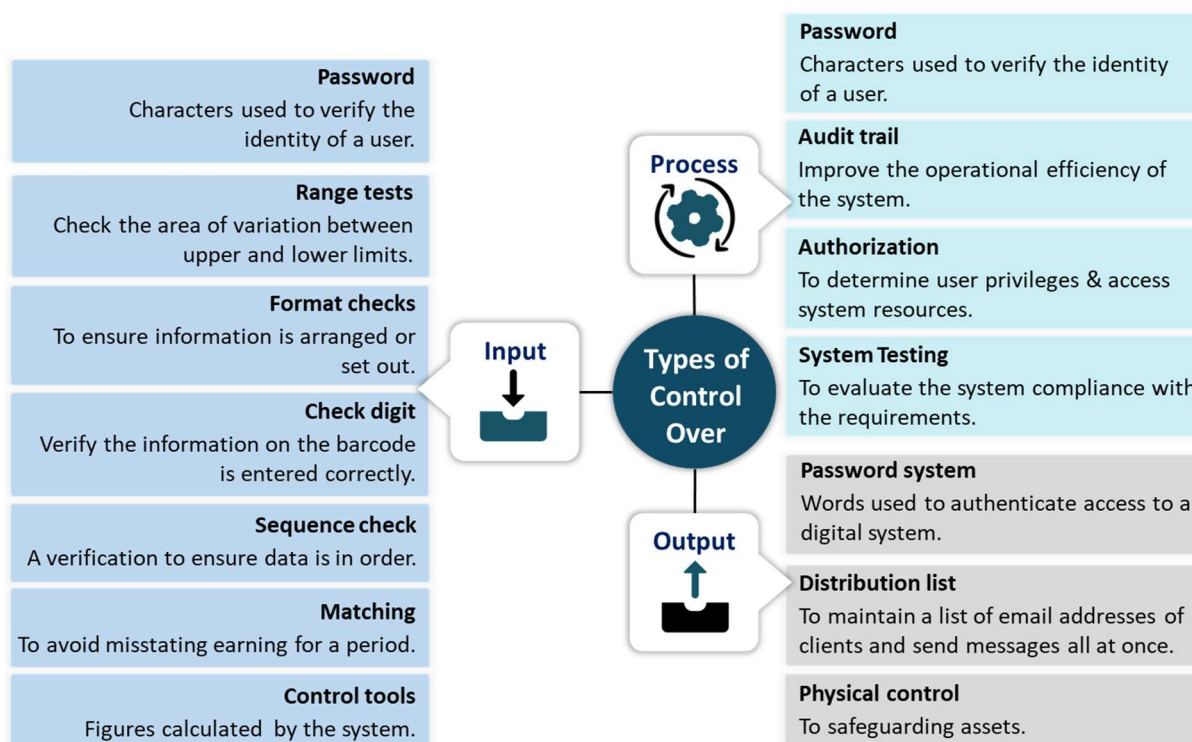 Password
Characters used to verify the
identity of a user.
Range tests
Check the area of variation between
upper and lower limits.
Format checks
To ensure information is arranged or
set out.
Check digit
Verify the information on the barcode
is entered correctly.
Sequence check
A verification to ensure data is in order.
Matching
To avoid misstating earning for a period.
Control tools
Figures calculated by the system.
Input
Types of
Control
Over
Process
Password
Characters used to verify the identity
of a user.
Audit trail
Improve the operational efficiency of
the system.
Authorization
To determine user privileges & access
system resources.
System Testing
To evaluate the system compliance with
the requirements.
Output
Password system
Words used to authenticate access to a
digital system.
Distribution list
To maintain a list of email addresses of
clients and send messages all at once.
Physical control
To safeguarding assets.